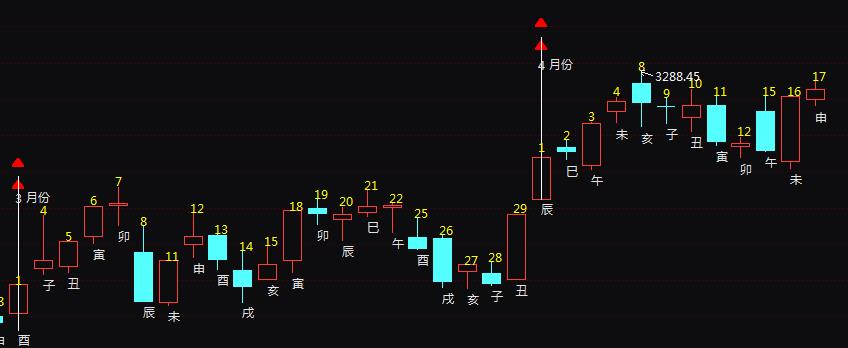 3 月份
4 月份
3288.45
3
1
4
5
6
7
8
11
12
13
14
15
18
19
20
21
22
25
26
27
28
29
1
2
3
4
8
9
10
11
12
15
16
17
酉
子
丑
寅
卯
辰
未
申
酉
戌
亥
寅
卯
辰
巳
午
酉
戌
亥
子
丑
辰
巳
午
未
亥
子
丑
寅
卯
午
未
申